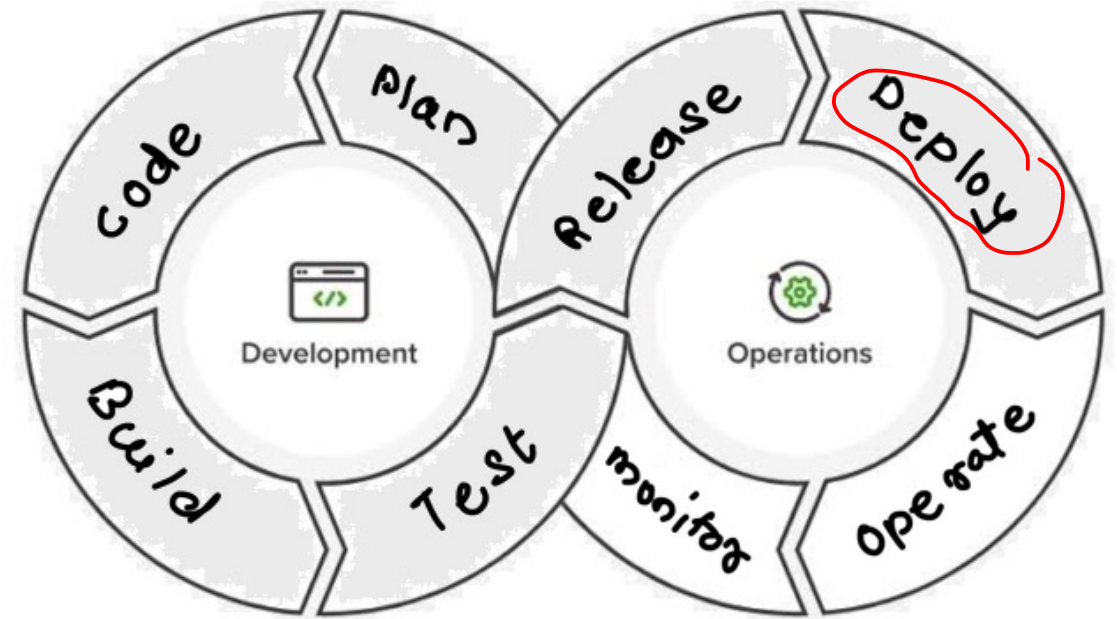 Plan
Code
Build
Test
Release
Deploy
Operate
Monitor
</>
Development
Operations